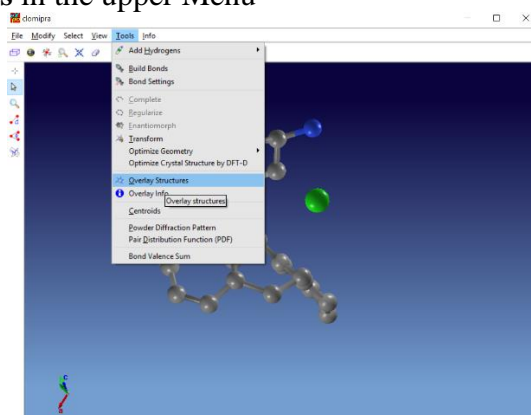 s in the upper Menu
clomipra
File Modify Select View Tools Info
Add Hydrogens
Build Bonds
Bond Settings
Complete
Regularize
Enantiomorph
Transform
Optimize Geometry
Optimize Crystal Structure by DFT-D
Overlay Structures
Overlay Info
Overlay structures
Centroids
Powder Diffraction Pattern
Pair Distribution Function (PDF)
Bond Valence Sum
c
a